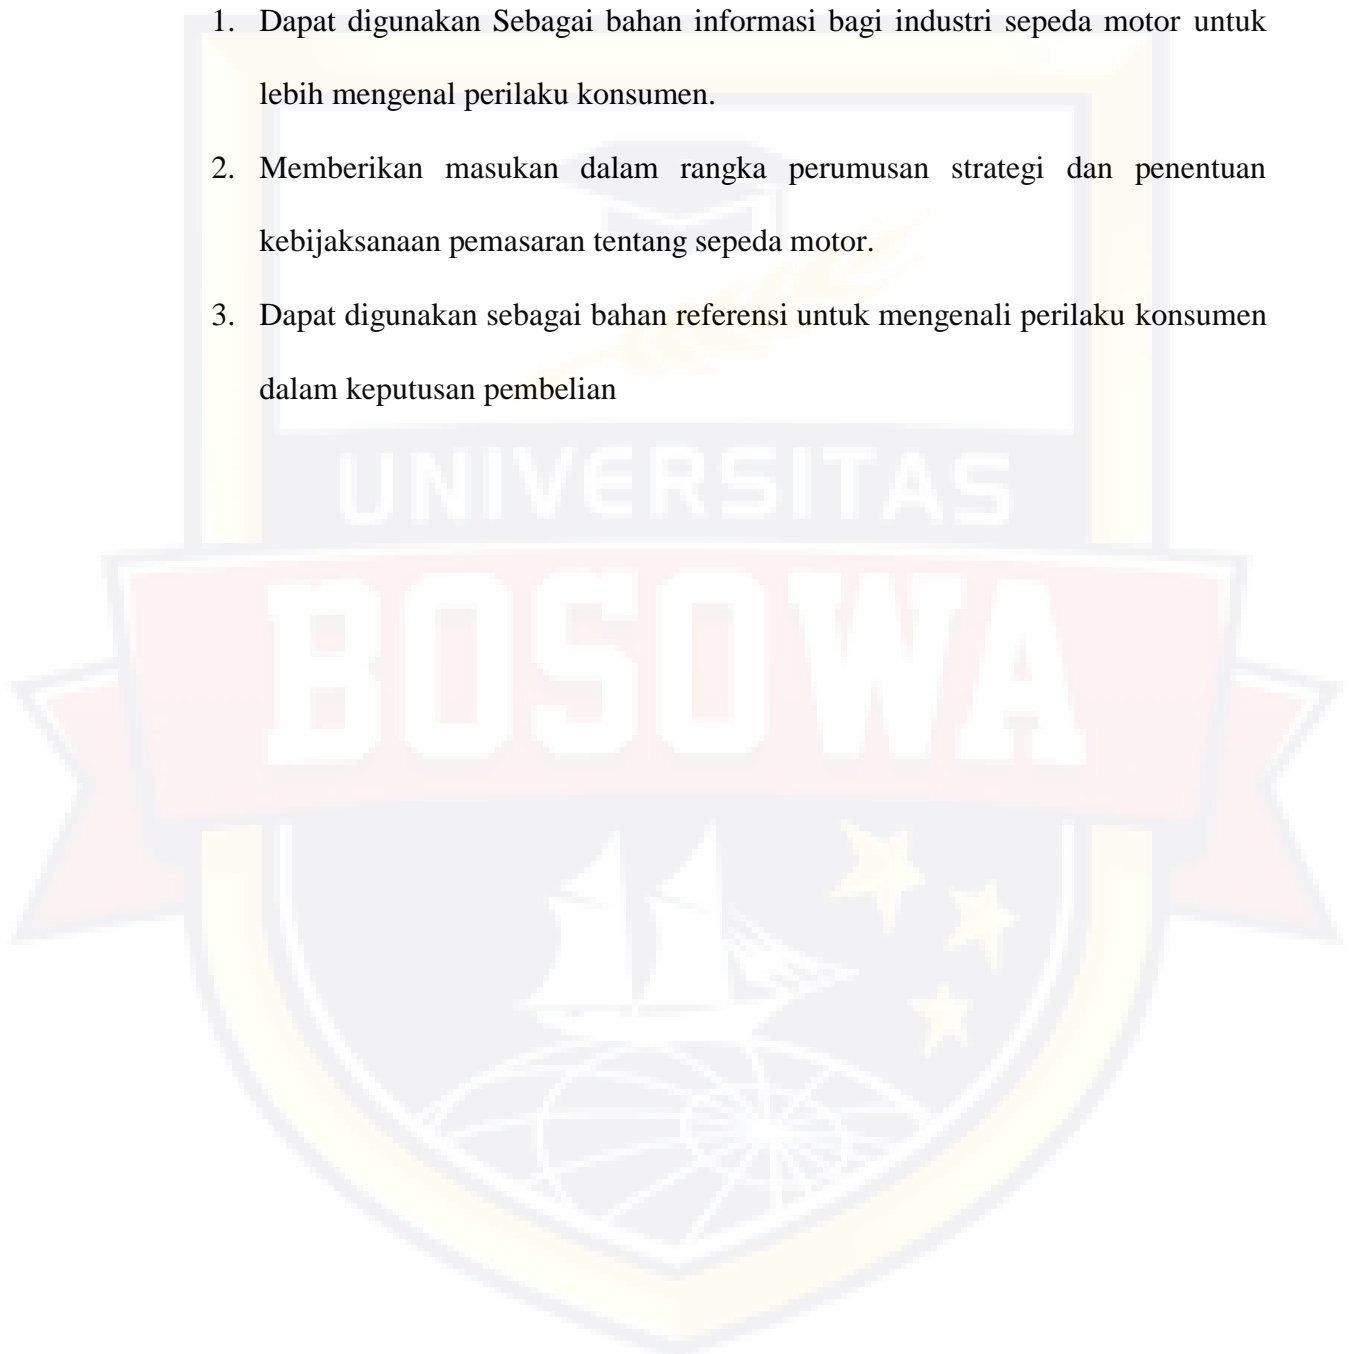 1. Dapat digunakan Sebagai bahan informasi bagi industri sepeda motor untuk
lebih mengenal perilaku konsumen.
2. Memberikan masukan dalam rangka perumusan strategi dan penentuan
kebijaksanaan pemasaran tentang sepeda motor.
3. Dapat digunakan sebagai bahan referensi untuk mengenali perilaku konsumen
dalam keputusan pembelian
UNIVERSITAS
BOSOWA